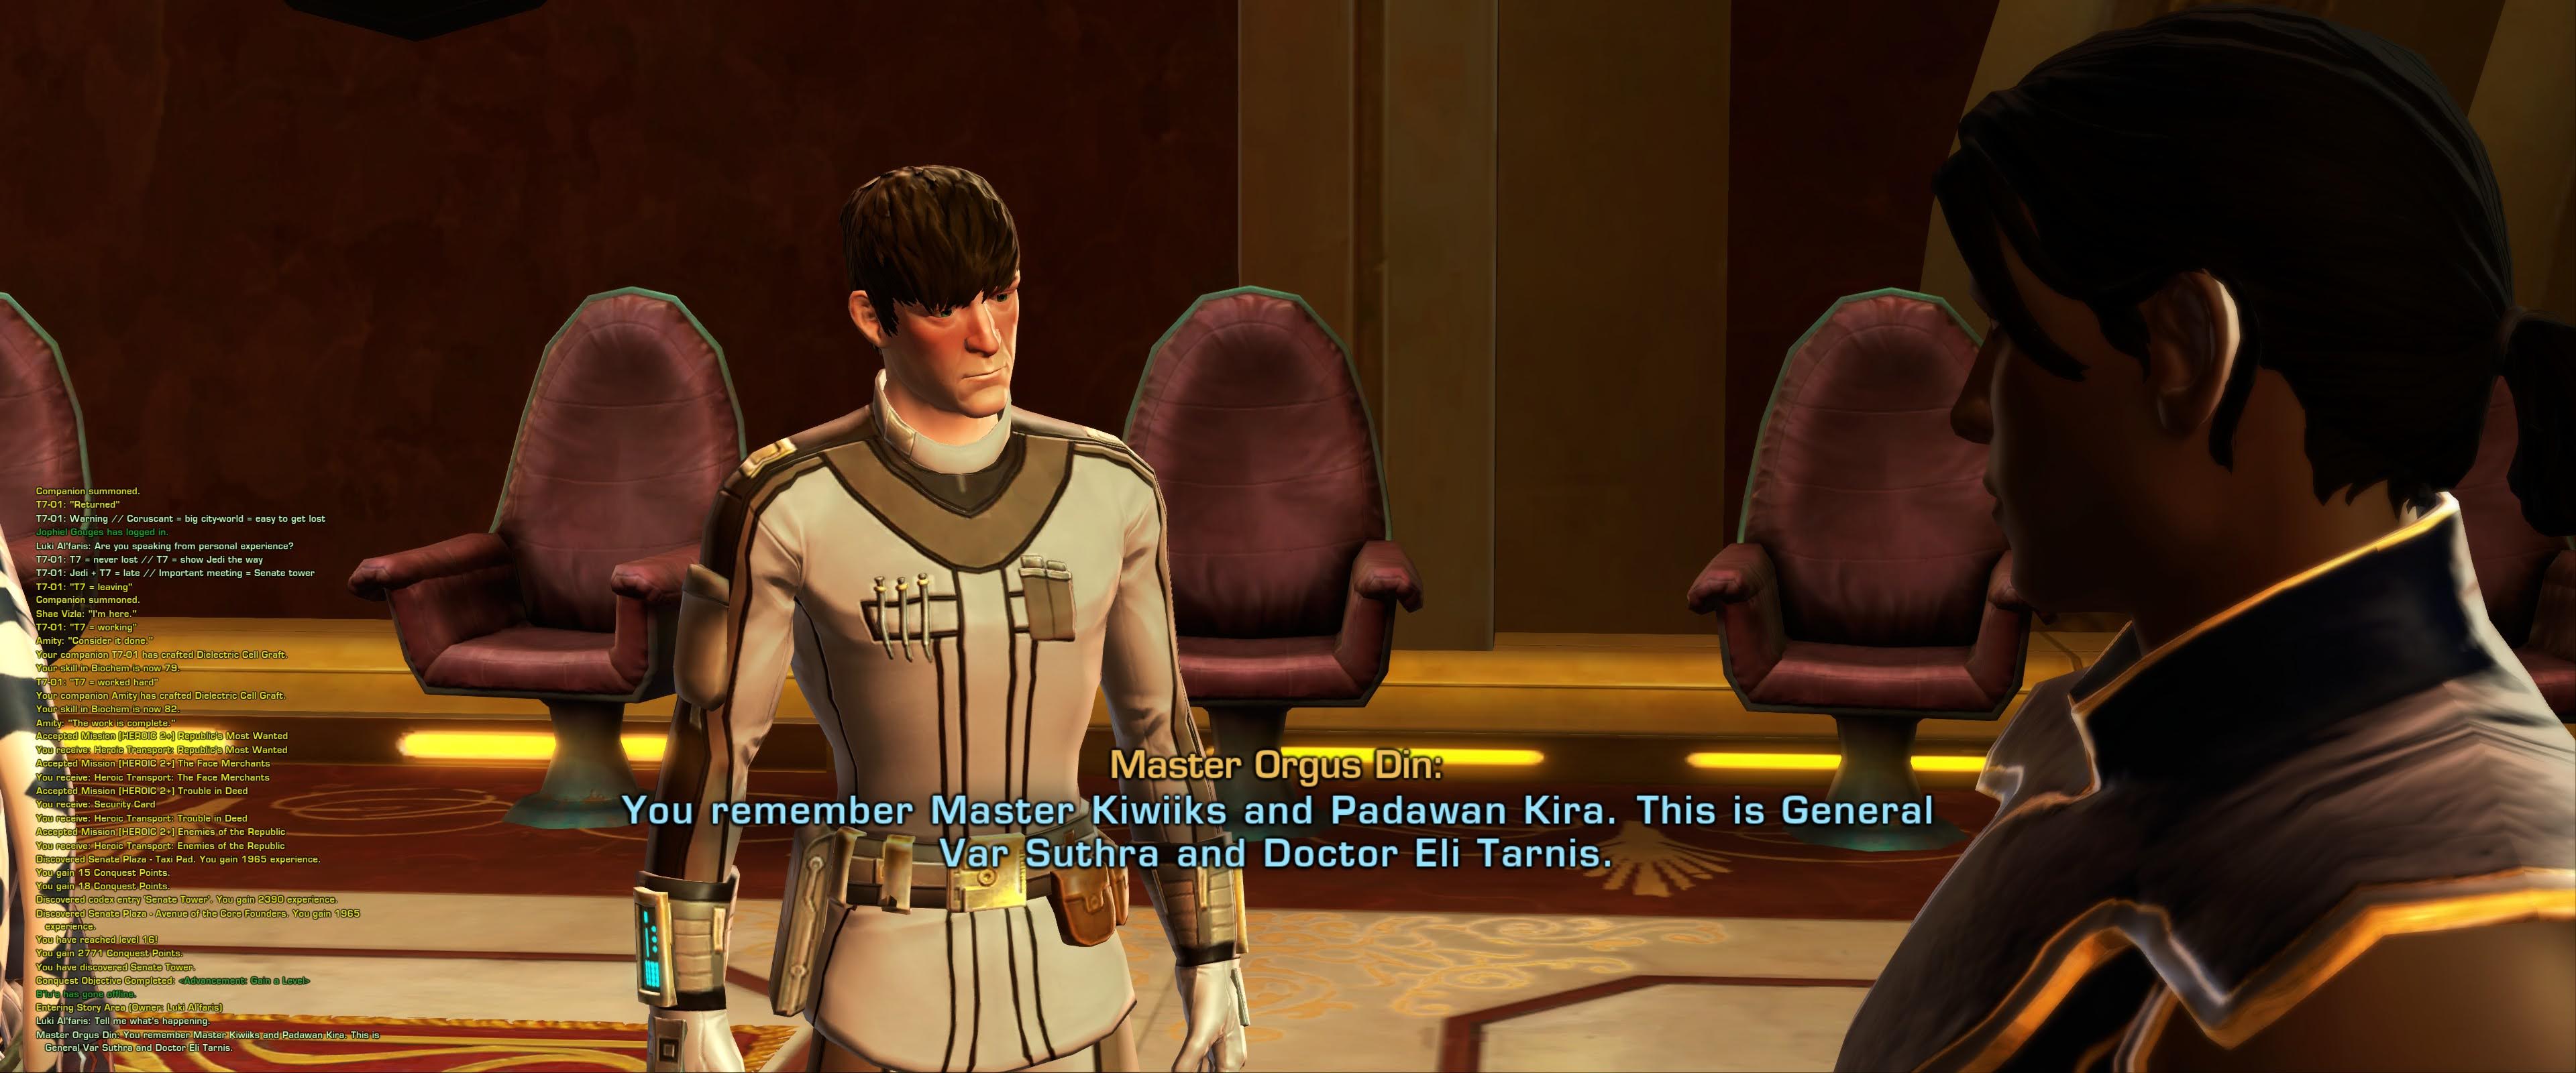 Companion summoned.
T7-01: "Returned"
T7-01: Warning // Coruscant = big city-world = easy to get lost
Jophiel Gouges has logged in.
Luki Al'faris: Are you speaking from personal experience?
T7-01: T7 = never lost // T7 = show Jedi the way
T7-01: Jedi + T7 = late // Important meeting = Senate tower
T7-01: "T7 = leaving"
Companion summoned.
Shae Vizla: "I'm here."
T7-01: "T7 = working"
Amity: "Consider it done."
Your companion T7-01 has crafted Dielectric Cell Graft.
Your skill in Biochem is now 79.
T7-01: "T7 = worked hard"
Your companion Amity has crafted Dielectric Cell Graft.
Your skill in Biochem is now 82.
Amity: "The work is complete."
Accepted Mission [HEROIC 2+] Republic's Most Wanted
You receive: Heroic Transport: Republic's Most Wanted
Accepted Mission [HEROIC 2+] The Face Merchants
You receive: Heroic Transport: The Face Merchants
Accepted Mission [HEROIC 2+] Trouble in Deed
You receive: Security Card
You receive: Heroic Transport: Trouble in Deed
Accepted Mission [HEROIC 2+] Enemies of the Republic
You receive: Heroic Transport: Enemies of the Republic
Discovered Senate Plaza - Taxi Pad. You gain 1965 experience.
You gain 15 Conquest Points.
You gain 18 Conquest Points.
Discovered codex entry 'Senate Tower'. You gain 2390 experience.
Discovered Senate Plaza - Avenue of the Core Founders. You gain 1965
experience.
You have reached level 16!
You gain 2771 Conquest Points.
You have discovered Senate Tower.
Conquest Objective Completed: <Advancement: Gain a Level>
B'lu'e has gone offline.
Entering Story Area (Owner: Luki Al'faris)
Luki Al'faris: Tell me what's happening.
Master Orgus Din: You remember Master Kiwiiks and Padawan Kira. This is
General Var Suthra and Doctor Eli Tarnis.
Master Orgus Din:
You remember Master Kiwiiks and Padawan Kira. This is General
Var Suthra and Doctor Eli Tarnis.